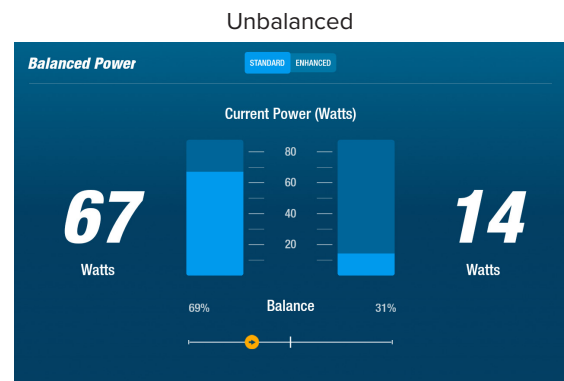 Unbalanced
Balanced Power
STANDARD ENHANCED
Current Power (Watts)
80
60
40
20
67
Watts
14
Watts
69% Balance 31%